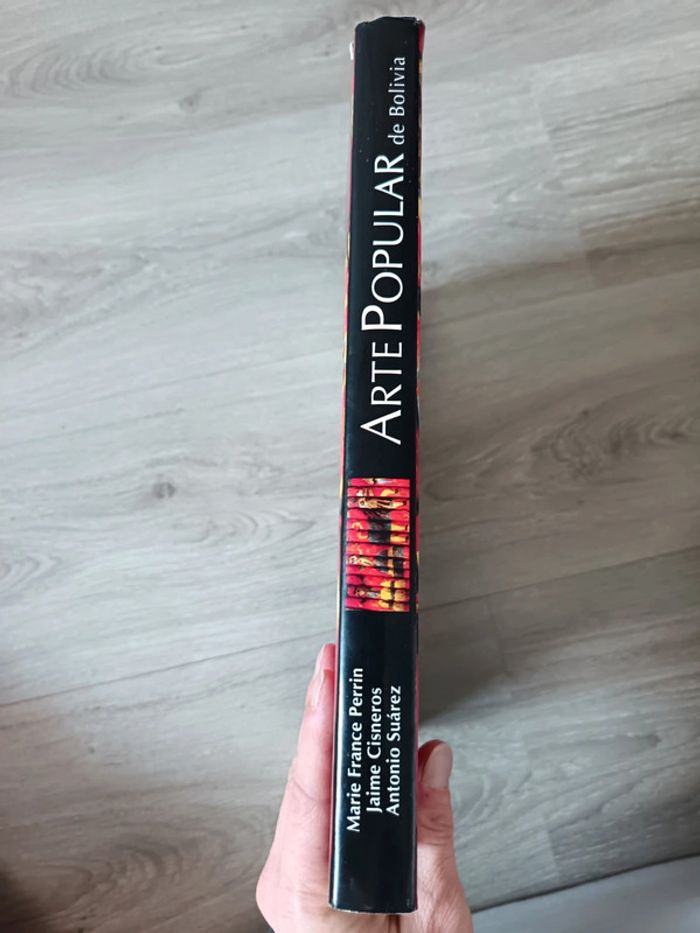 ARTE POPULAR de Bolivia
Marie France Perrin
Jaime Cisneros
Antonio Suárez